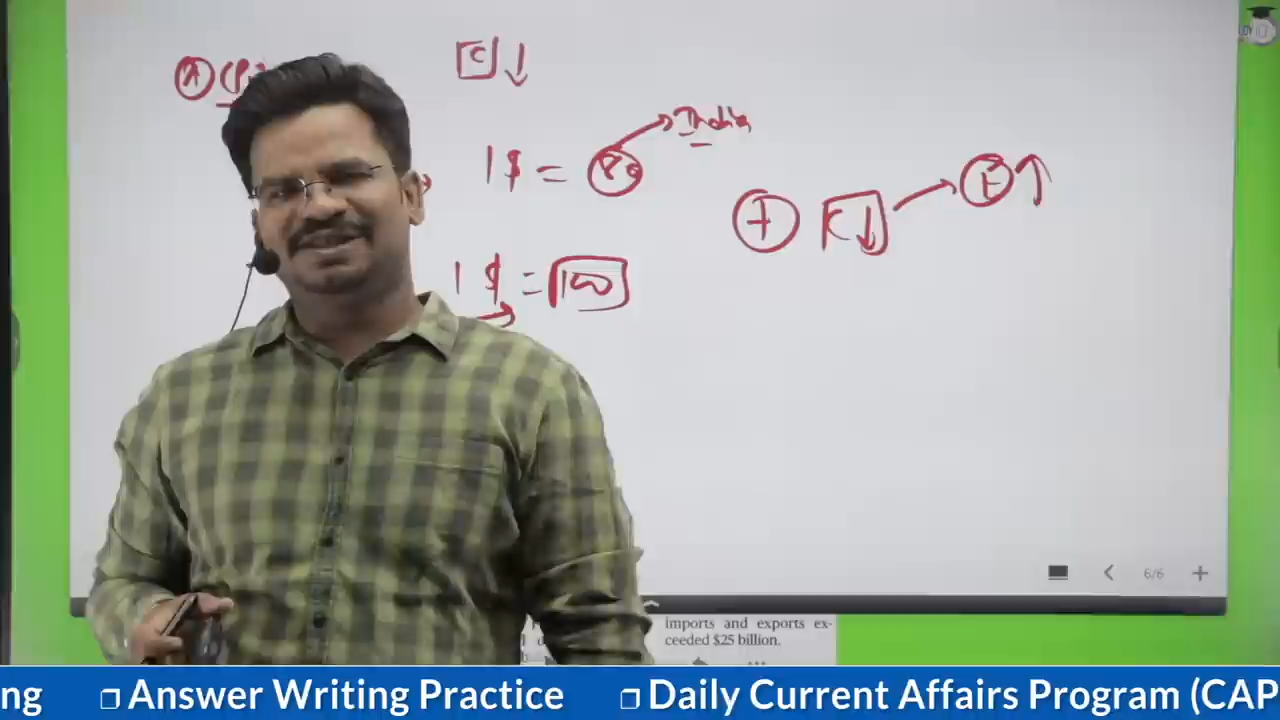 C ↓
1$ =
India
1$ = 100
+ C ↓
E ↑
6/6
imports and exports ex-
ceeded $25 billion.
ng ❐ Answer Writing Practice ❐ Daily Current Affairs Program (CAP